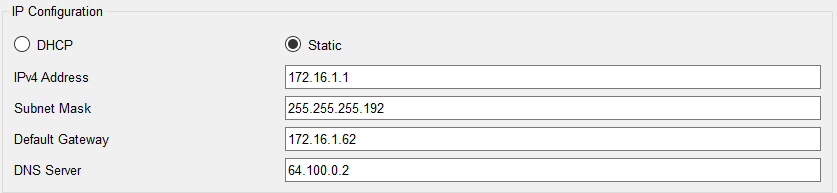 IP Configuration
DHCP Static
IPv4 Address 172.16.1.1
Subnet Mask 255.255.255.192
Default Gateway 172.16.1.62
DNS Server 64.100.0.2